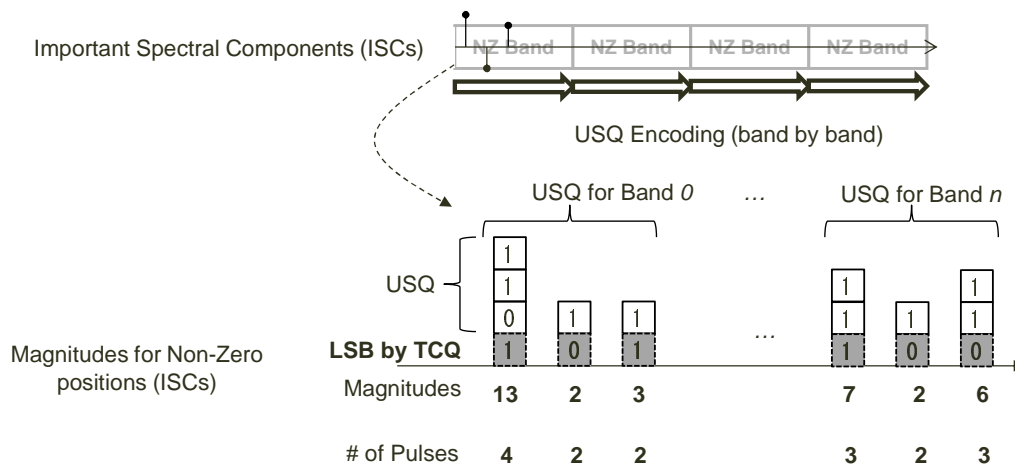 Important Spectral Components (ISCs)
NZ Band NZ Band NZ Band NZ Band
USQ Encoding (band by band)
USQ for Band 0 ... USQ for Band n
USQ
1
1 1 1
0 1 1 1 1 1
LSB by TCQ 1 0 1 ... 1 0 0
Magnitudes for Non-Zero
positions (ISCs)
Magnitudes 13 2 3 7 2 6
# of Pulses 4 2 2 3 2 3